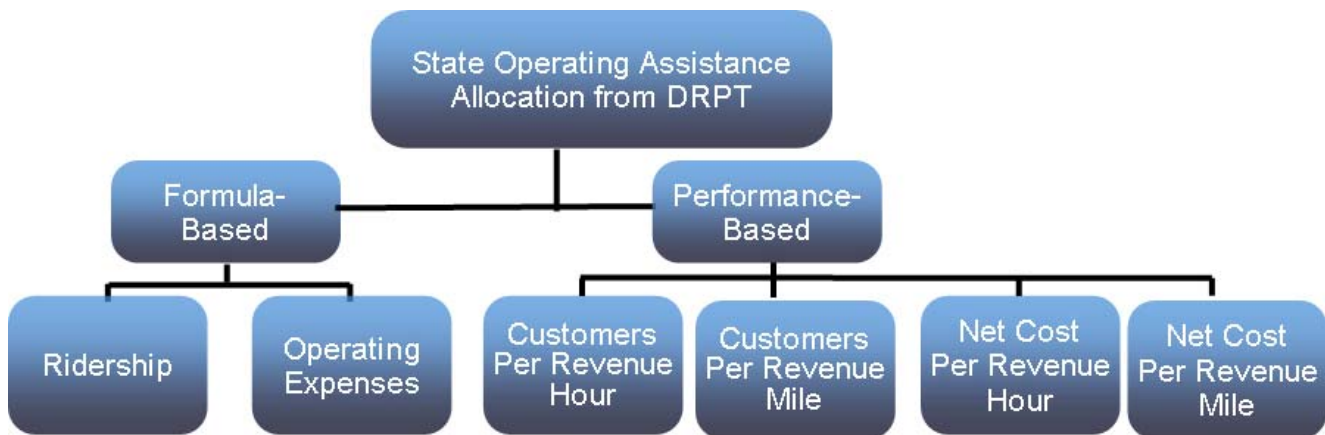 State Operating Assistance
Allocation from DRPT
Formula-
Based
Performance-
Based
Ridership
Operating
Expenses
Customers
Per Revenue
Hour
Customers
Per Revenue
Mile
Net Cost
Per Revenue
Hour
Net Cost
Per Revenue
Mile